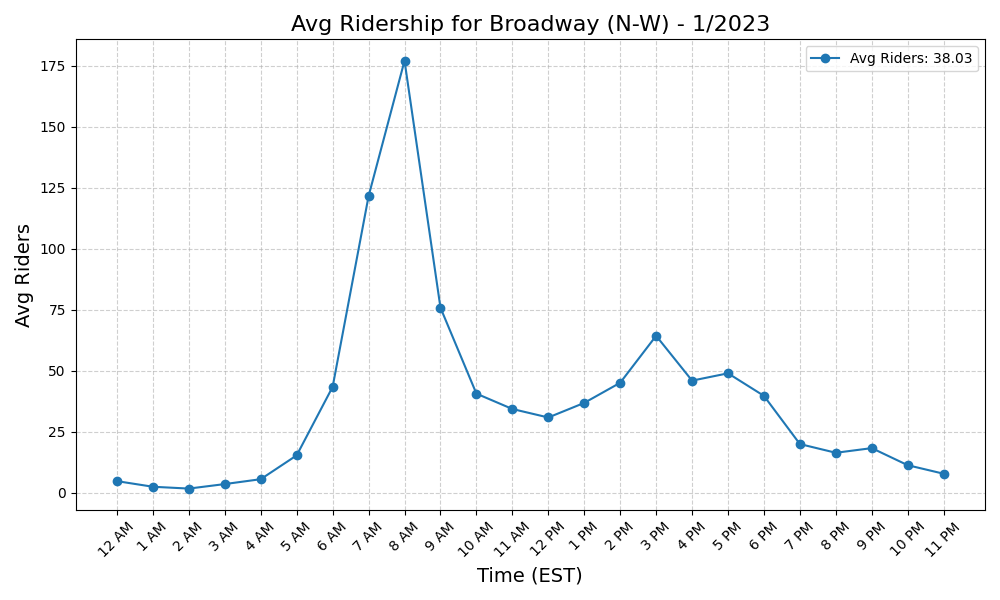 Avg Ridership for Broadway (N-W) - 1/2023
Avg Riders: 38.03
Avg Riders
175
150
125
100
75
50
25
0
12 AM
1 AM
2 AM
3 AM
4 AM
5 AM
6 AM
7 AM
8 AM
9 AM
10 AM
11 AM
12 PM
1 PM
2 PM
3 PM
4 PM
5 PM
6 PM
7 PM
8 PM
9 PM
10 PM
11 PM
Time (EST)